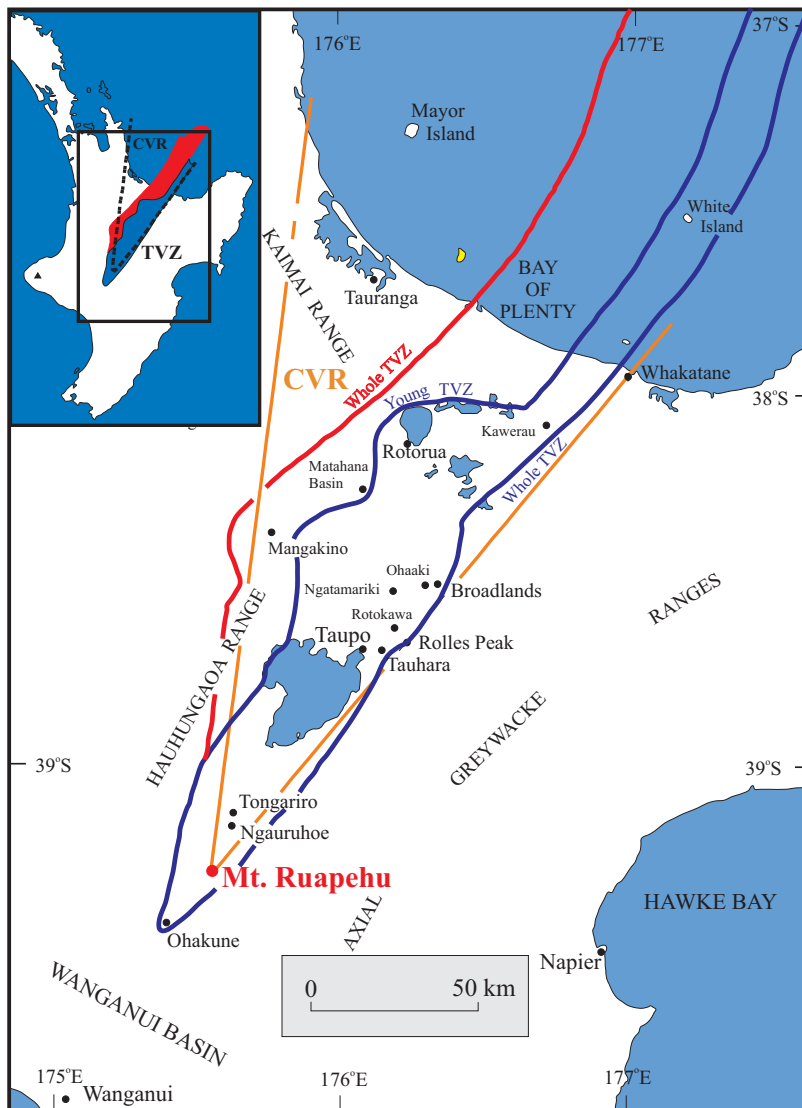 176°E
177°E
37°S
CVR
TVZ
Mayor
Island
White
Island
KAIMAI RANGE
Tauranga
BAY
OF
PLENTY
CVR
Whole TVZ
Young TVZ
Whakatane
38°S
Kawerau
Rotorua
Matahana
Basin
Whole TVZ
Mangakino
Ohaaki
Ngatamariki
Broadlands
RANGES
Rotokawa
Taupo
Rolles Peak
Tauhara
HAUHUNGAOA RANGE
GREYWACKE
39°S
39°S
Tongariro
Ngauruhoe
Mt. Ruapehu
AXIAL
HAWKE BAY
Ohakune
Napier
WANGANUI BASIN
0
50 km
175°E
176°E
177°E
Wanganui